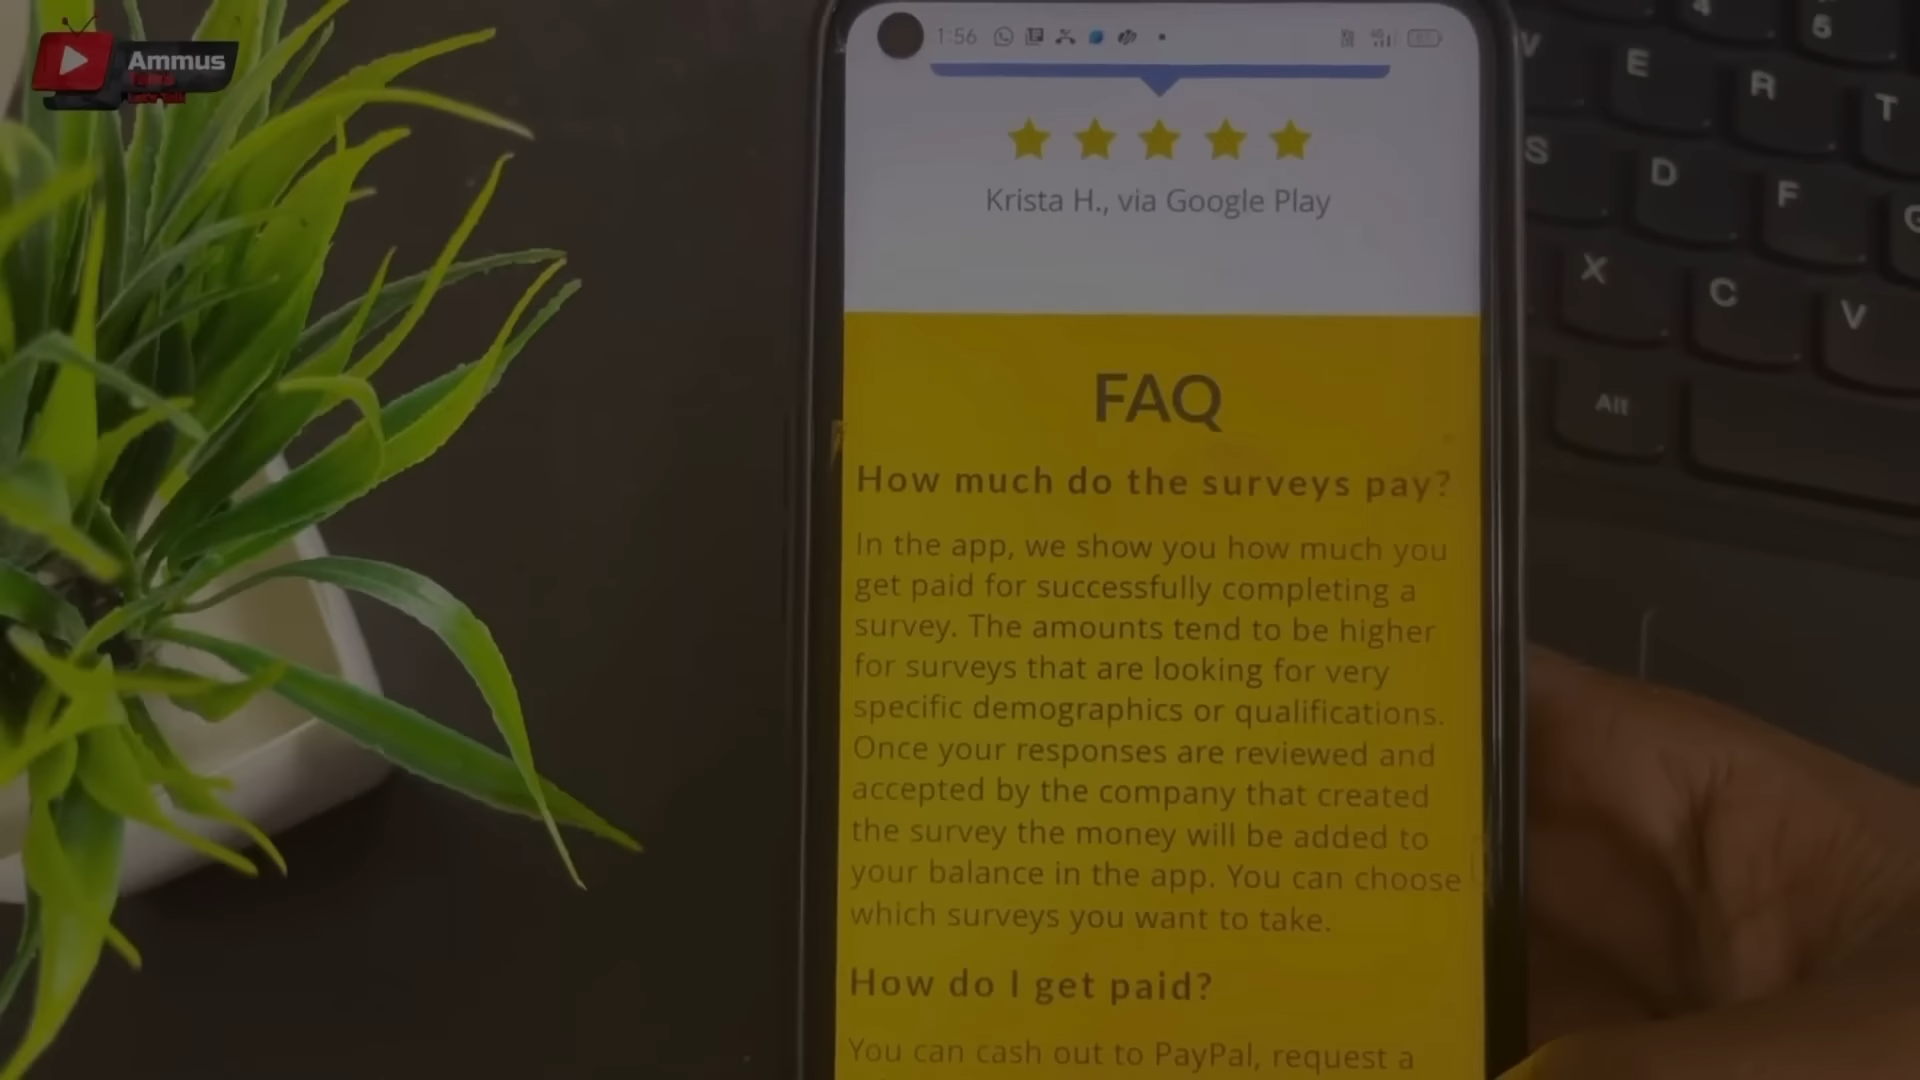 Ammus
Let's Talk
1:56
Krista H., via Google Play
FAQ
How much do the surveys pay?
In the app, we show you how much you
get paid for successfully completing a
survey. The amounts tend to be higher
for surveys that are looking for very
specific demographics or qualifications.
Once your responses are reviewed and
accepted by the company that created
the survey the money will be added to
your balance in the app. You can choose
which surveys you want to take.
How do I get paid?
You can cash out to PayPal, request a
4
5
E
R
T
S
D
F
X
C
V
Alt